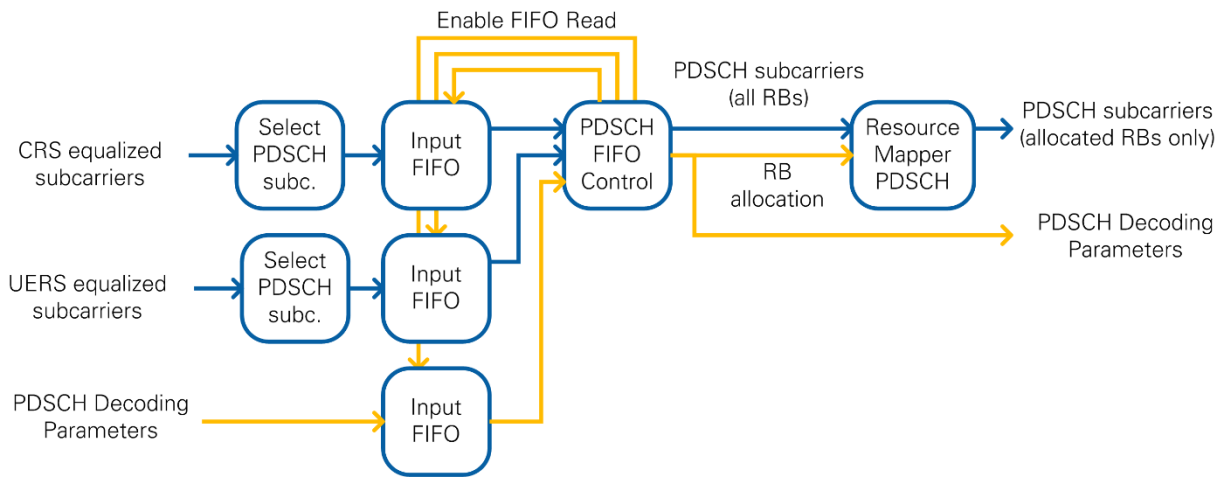 Enable FIFO Read
PDSCH subcarriers
(all RBs)
PDSCH subcarriers
(allocated RBs only)
CRS equalized
subcarriers
Select
PDSCH
subc.
Input
FIFO
PDSCH
FIFO
Control
Resource
Mapper
PDSCH
RB
allocation
PDSCH Decoding
Parameters
UERS equalized
subcarriers
Select
PDSCH
subc.
Input
FIFO
PDSCH Decoding
Parameters
Input
FIFO